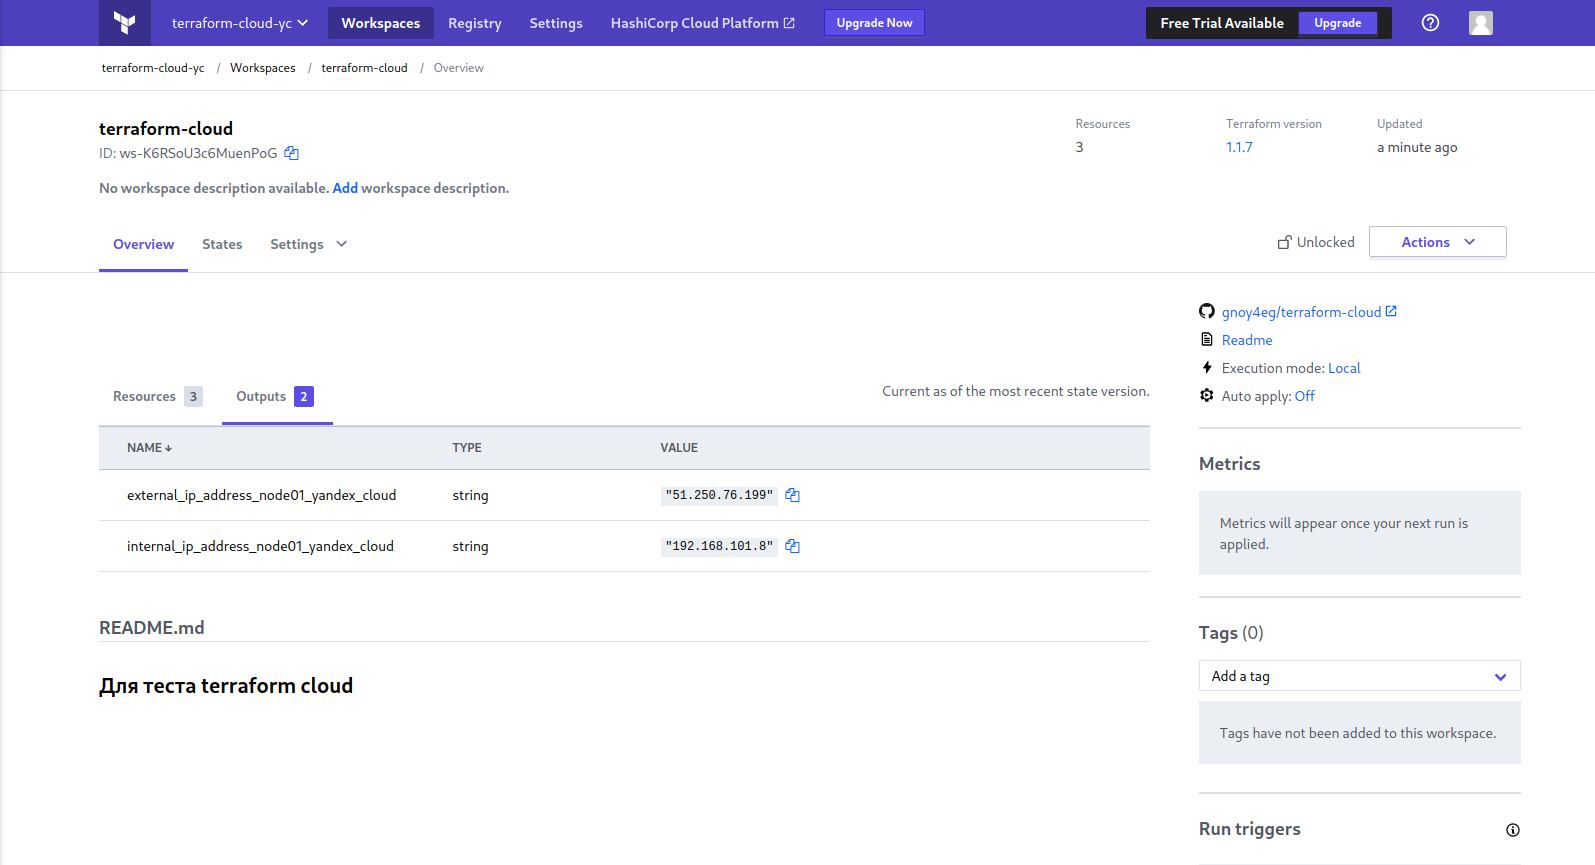 terraform-cloud-yc Workspaces Registry Settings HashiCorp Cloud Platform Upgrade Now Free Trial Available Upgrade
terraform-cloud-yc / Workspaces / terraform-cloud / Overview
terraform-cloud
ID: ws-K6RSoU3c6MuenPoG
No workspace description available. Add workspace description.
Resources
3
Terraform version
1.1.7
Updated
a minute ago
Overview States Settings
Unlocked Actions
Resources 3 Outputs 2
Current as of the most recent state version.
NAME TYPE VALUE
external_ip_address_node01_yandex_cloud string "51.250.76.199"
internal_ip_address_node01_yandex_cloud string "192.168.101.8"
README.md
Для теста terraform cloud
gnoy4eg/terraform-cloud
Readme
Execution mode: Local
Auto apply: Off
Metrics
Metrics will appear once your next run is
applied.
Tags (0)
Add a tag
Tags have not been added to this workspace.
Run triggers